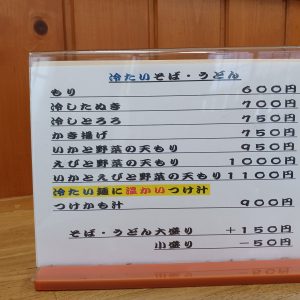 冷たいそば・うどん
もり 600円
冷したぬき 700円
冷しとろろ 750円
かき揚げ 750円
いかと野菜の天もり 950円
えびと野菜の天もり 1000円
いかとえびと野菜の天もり 1100円
冷たい麺に温かいつけ汁
つけかも汁 900円
そば・うどん大盛り +150円
小盛り -50円